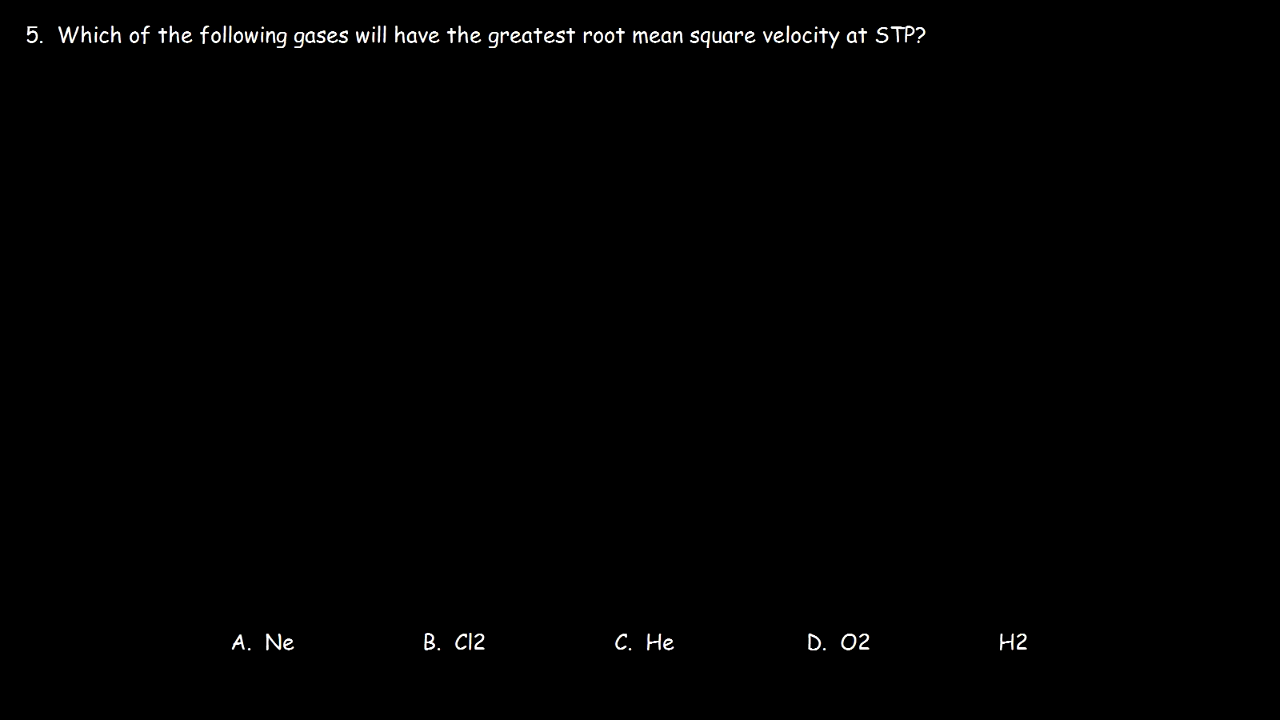 5. Which of the following gases will have the greatest root mean square velocity at STP?
A. Ne B. Cl2 C. He D. O2 H2